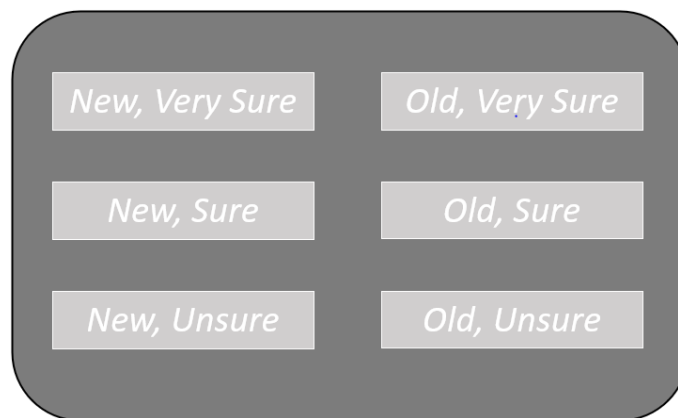 New, Very Sure
Old, Very Sure
New, Sure
Old, Sure
New, Unsure
Old, Unsure